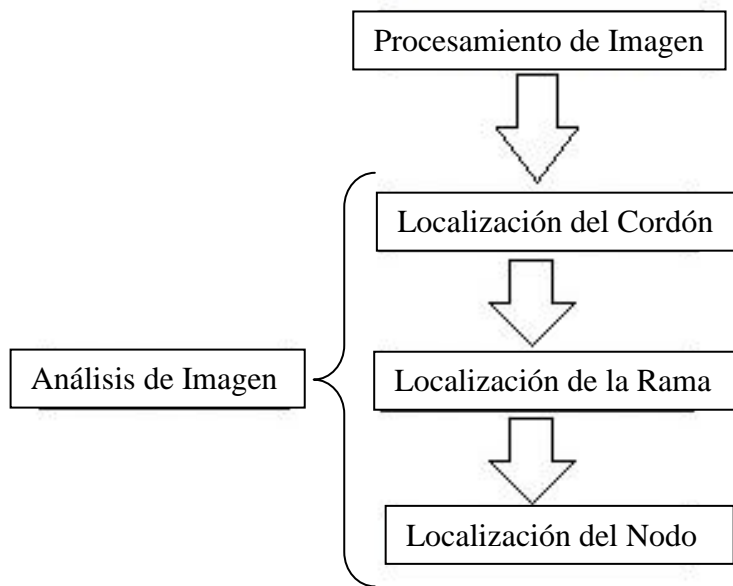 Procesamiento de Imagen
Localización del Cordón
Análisis de Imagen
Localización de la Rama
Localización del Nodo